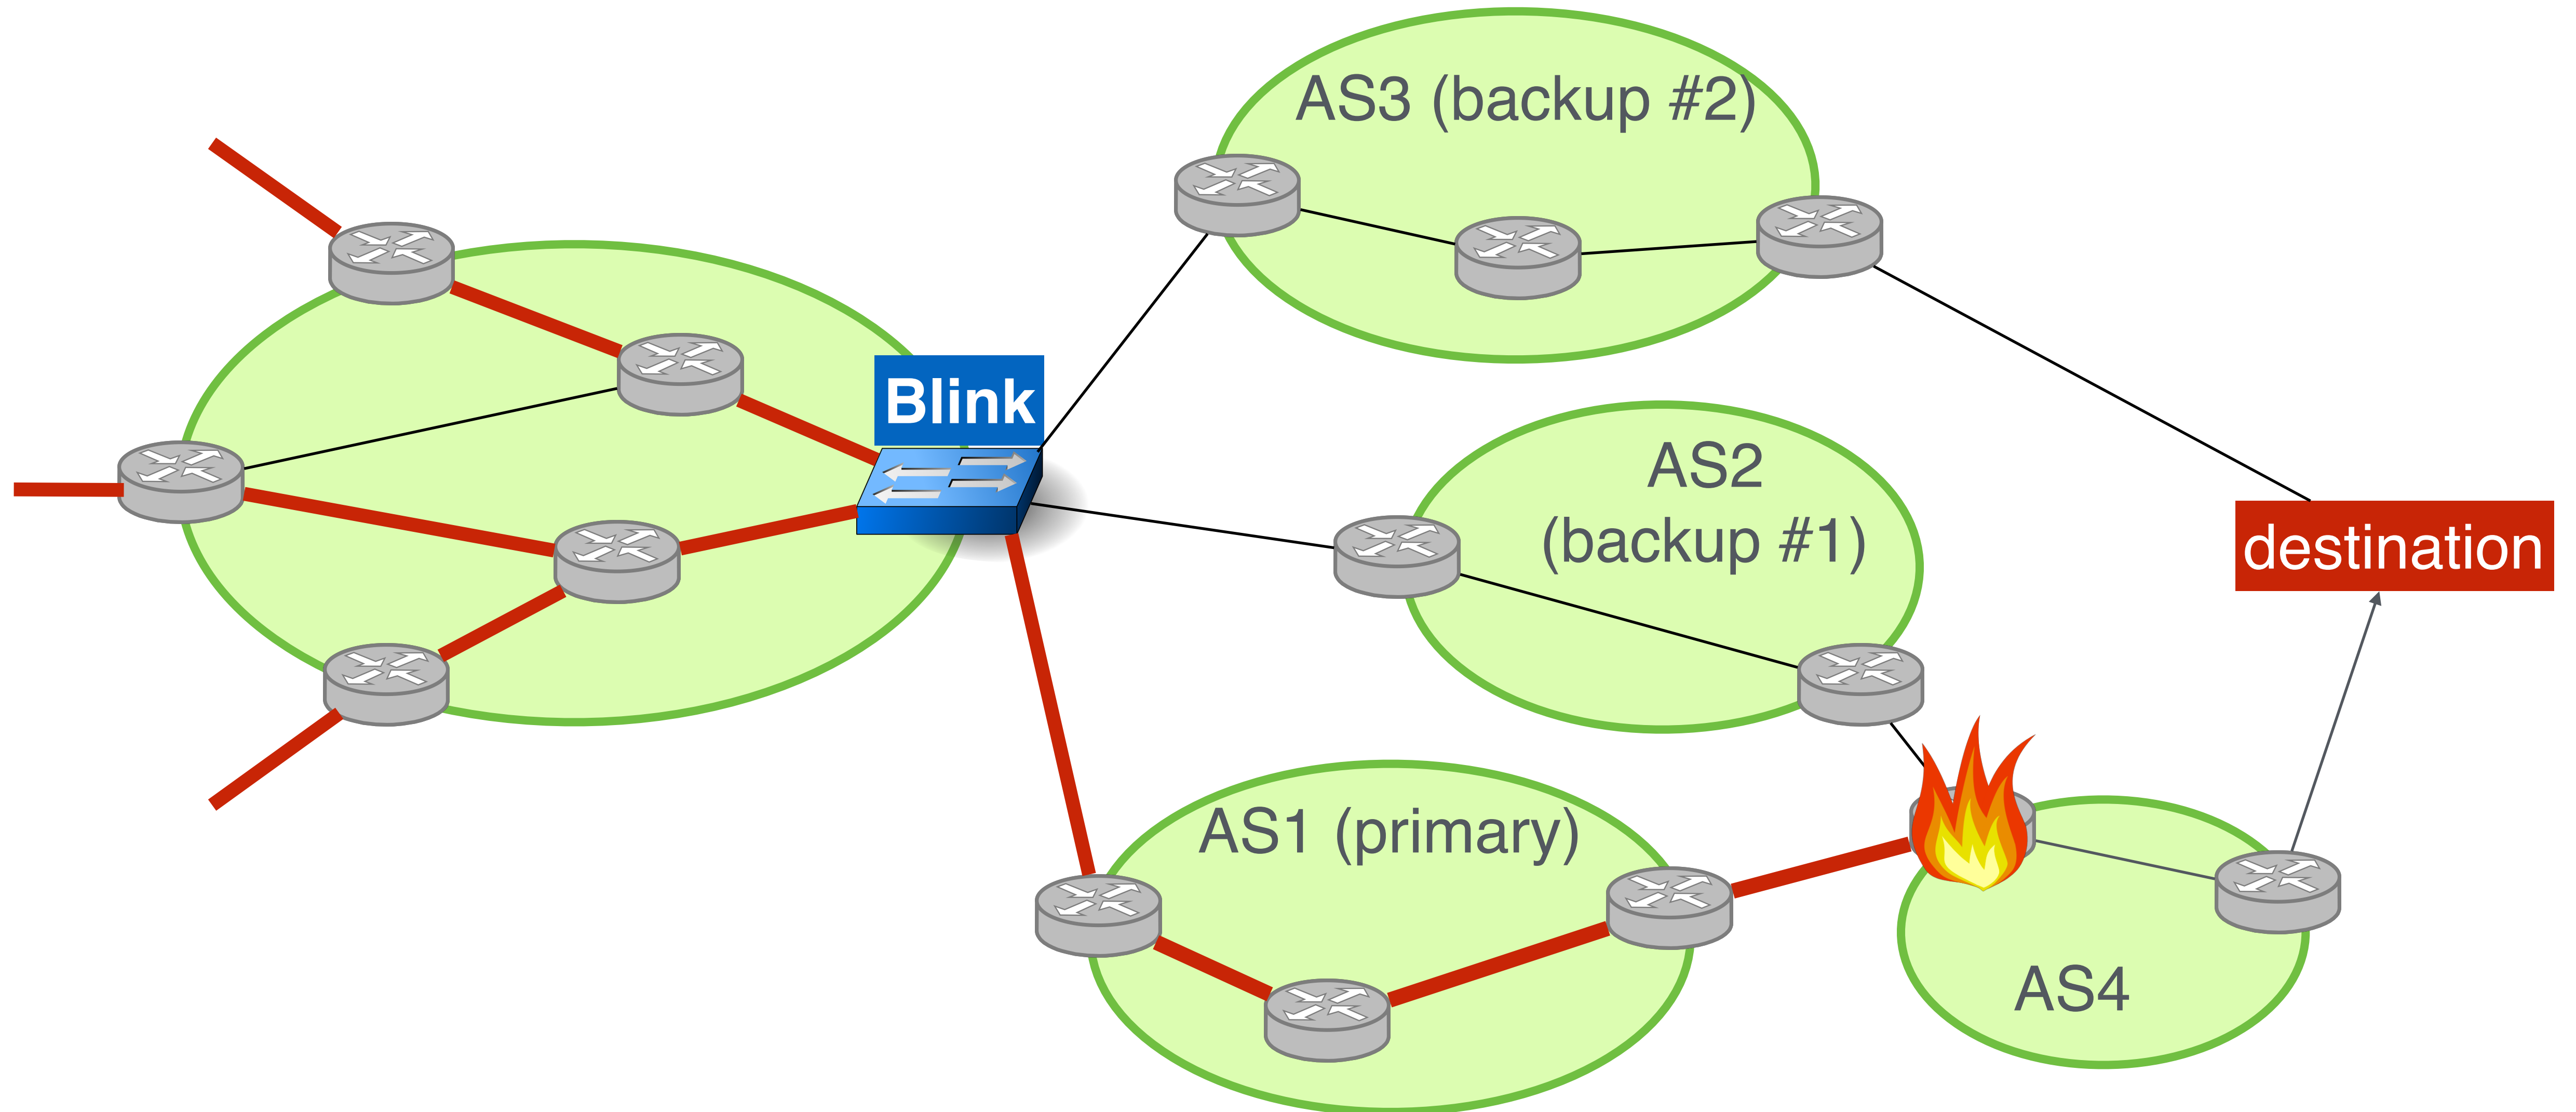 AS3 (backup #2)
Blink
AS2
(backup #1)
destination
AS1 (primary)
AS4